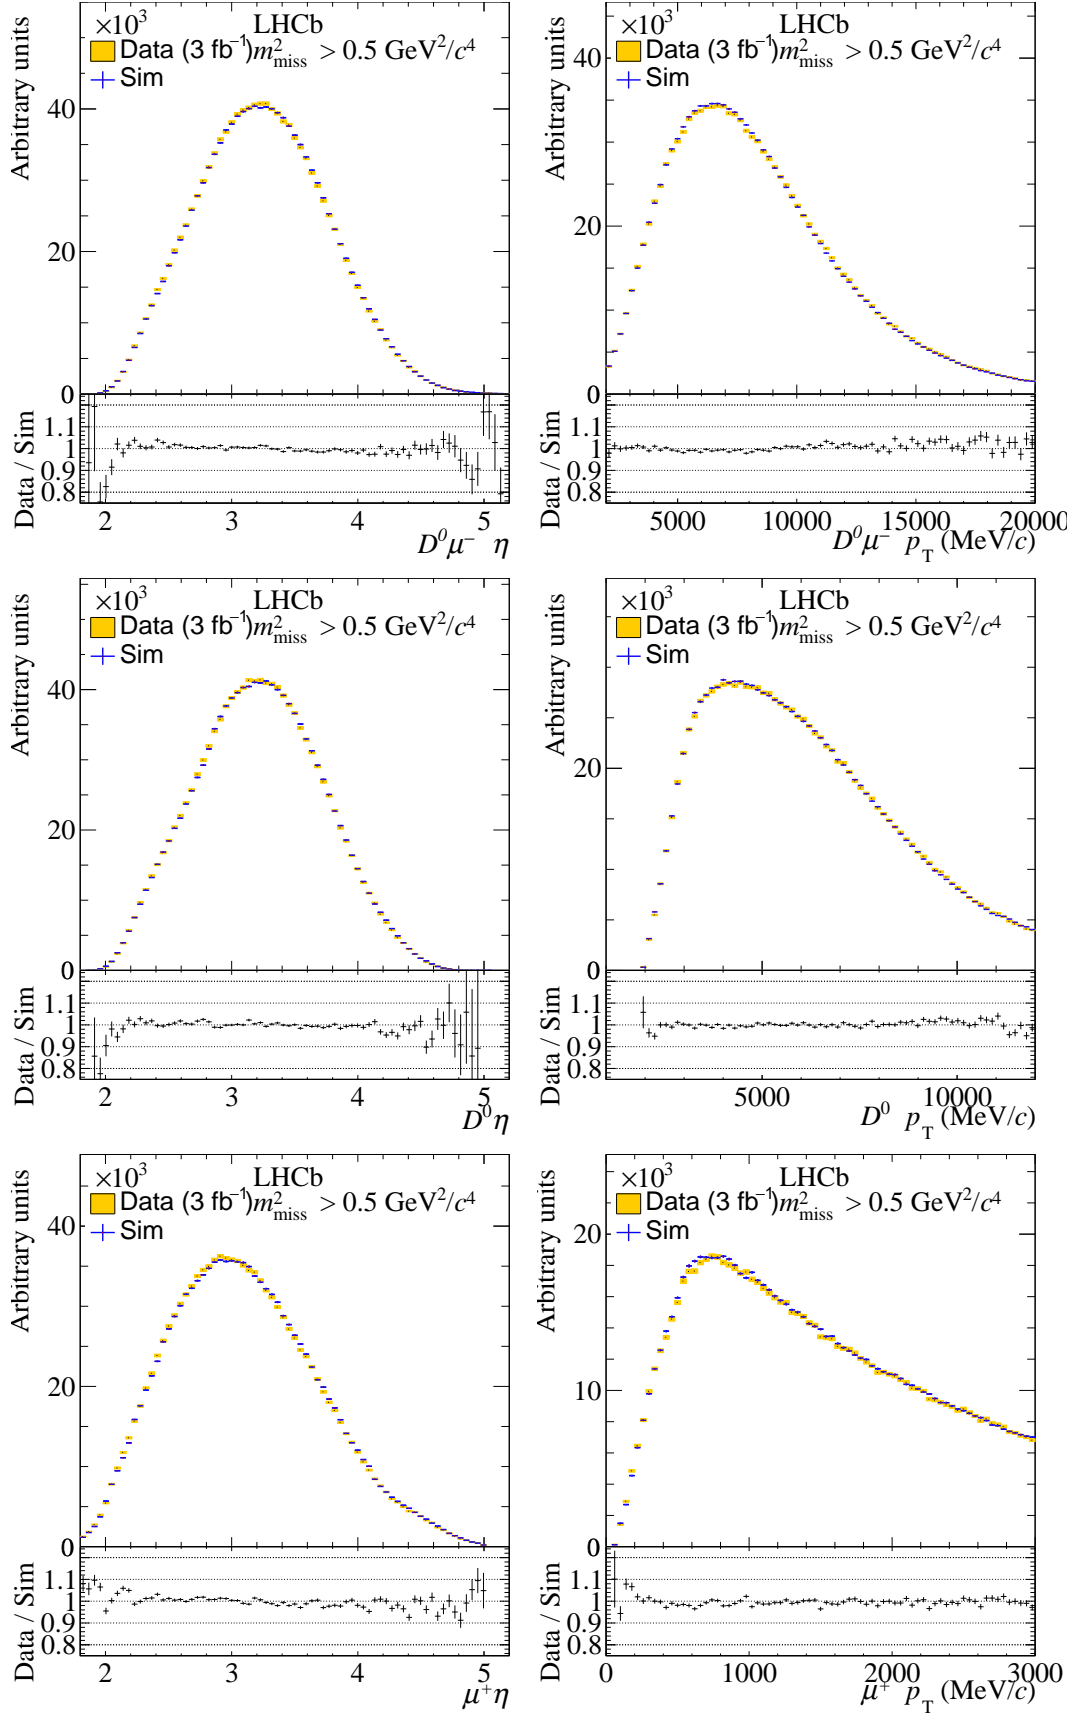 ×10³ LHCb
Data (3 fb⁻¹)m²miss > 0.5 GeV²/c⁴
Sim
Arbitrary units
40
20
0
Data / Sim
1.1
1
0.9
0.8
2 3 4 5
D⁰μ⁻ η
×10³ LHCb
Data (3 fb⁻¹)m²miss > 0.5 GeV²/c⁴
Sim
Arbitrary units
40
20
0
Data / Sim
1.1
1
0.9
0.8
5000 10000 15000 20000
D⁰μ⁻ pT (MeV/c)
×10³ LHCb
Data (3 fb⁻¹)m²miss > 0.5 GeV²/c⁴
Sim
Arbitrary units
40
20
0
Data / Sim
1.1
1
0.9
0.8
2 3 4 5
D⁰η
×10³ LHCb
Data (3 fb⁻¹)m²miss > 0.5 GeV²/c⁴
Sim
Arbitrary units
20
0
Data / Sim
1.1
1
0.9
0.8
5000 10000
D⁰ pT (MeV/c)
×10³ LHCb
Data (3 fb⁻¹)m²miss > 0.5 GeV²/c⁴
Sim
Arbitrary units
40
20
0
Data / Sim
1.1
1
0.9
0.8
2 3 4 5
μ⁺η
×10³ LHCb
Data (3 fb⁻¹)m²miss > 0.5 GeV²/c⁴
Sim
Arbitrary units
20
10
0
Data / Sim
1.1
1
0.9
0.8
0 1000 2000 3000
μ⁺ pT (MeV/c)